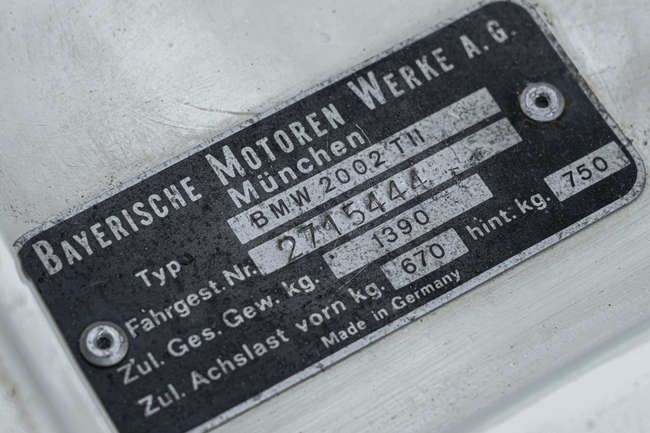 BAYERISCHE MOTOREN WERKE A.G.
München
Typ BMW 2002 TII
Fahrgest. Nr. 2715444
Zul. Ges. Gew. kg. 1390
Zul. Achslast vorn kg. 670 hint: kg. 750
Made in Germany